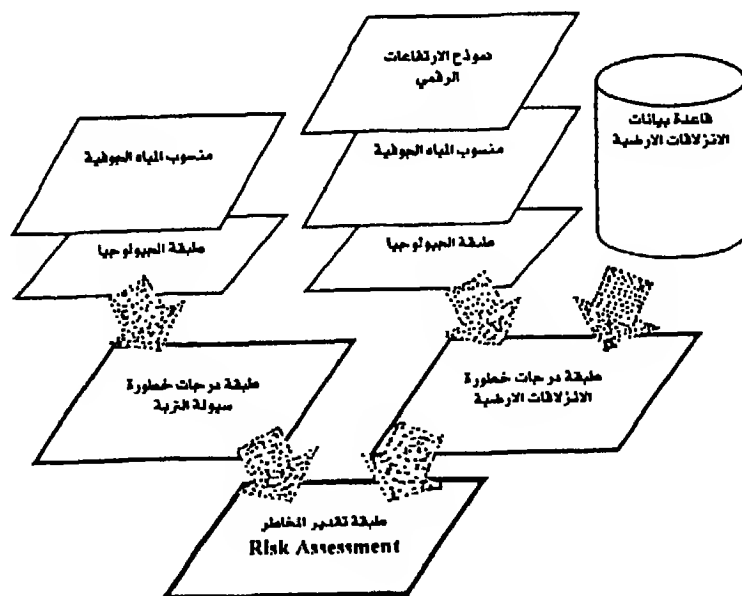 نموذج الارتفاعات
الرقمي
قاعدة بيانات
الانزلاقات الارضية
منسوب المياه الجوفية
منسوب المياه الجوفية
طبقة الجيولوجيا
طبقة الجيولوجيا
طبقة درجات خطورة
الانزلاقات الارضية
طبقة درجات خطورة
سيولة التربة
طبقة تقدير المخاطر
Risk Assessment